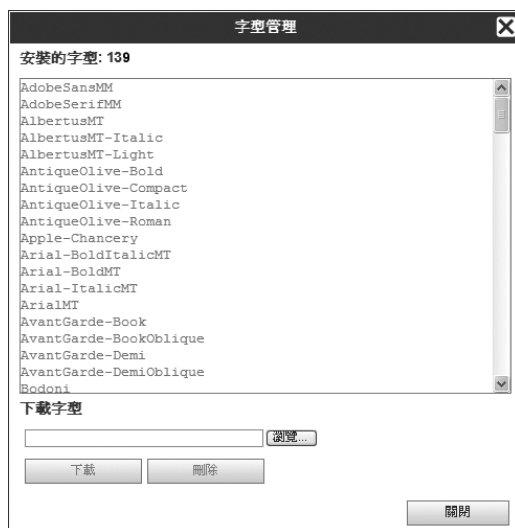 字型管理
安裝的字型: 139
AdobeSansMM
AdobeSerifMM
AlbertusMT
AlbertusMT-Italic
AlbertusMT-Light
AntiqueOlive-Bold
AntiqueOlive-Compact
AntiqueOlive-Italic
AntiqueOlive-Roman
Apple-Chancery
Arial-BoldItalicMT
Arial-BoldMT
Arial-ItalicMT
ArialMT
AvantGarde-Book
AvantGarde-BookOblique
AvantGarde-Demi
AvantGarde-DemiOblique
Bodoni
下載字型
瀏覽...
下載 刪除
關閉